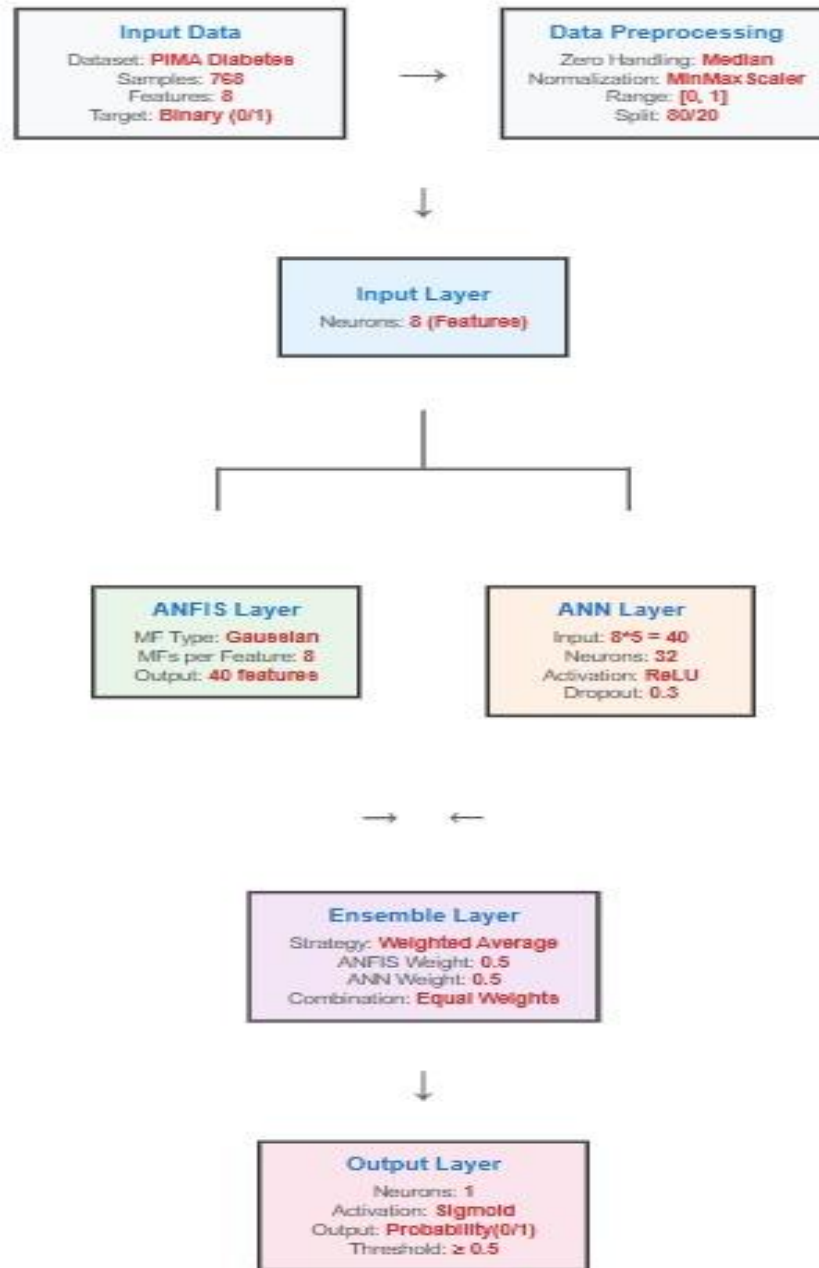 Input Data
Dataset: PIMA Diabetes
Samples: 768
Features: 8
Target: Binary (0/1)
→
Data Preprocessing
Zero Handling: Median
Normalization: MinMaxScaler
Range: [0, 1]
Split: 80/20
↓
Input Layer
Neurons: 8 (Features)
ANFIS Layer
MF Type: Gaussian
MFs per Feature: 8
Output: 40 features
ANN Layer
Input: 8*5 = 40
Neurons: 32
Activation: ReLU
Dropout: 0.3
→ ←
Ensemble Layer
Strategy: Weighted Average
ANFIS Weight: 0.5
ANN Weight: 0.5
Combination: Equal Weights
↓
Output Layer
Neurons: 1
Activation: Sigmoid
Output: Probability(0/1)
Threshold: ≥ 0.5